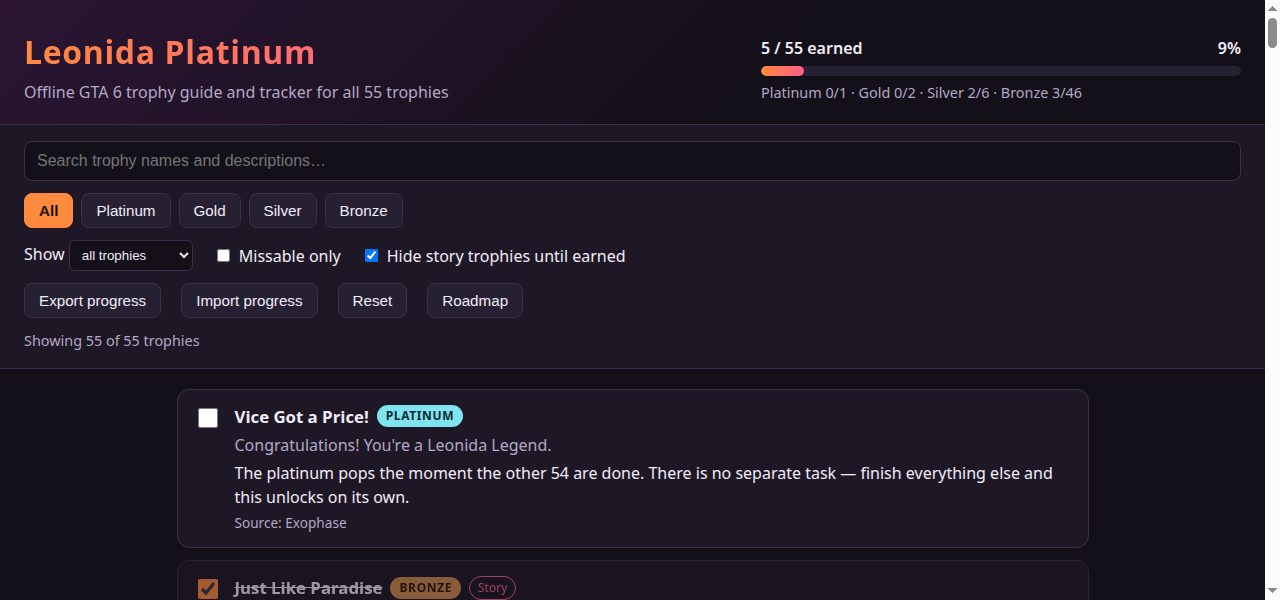 Leonida Platinum
Offline GTA 6 trophy guide and tracker for all 55 trophies
5 / 55 earned 9%
Platinum 0/1 · Gold 0/2 · Silver 2/6 · Bronze 3/46
Search trophy names and descriptions…
All Platinum Gold Silver Bronze
Show all trophies Missable only Hide story trophies until earned
Export progress Import progress Reset Roadmap
Showing 55 of 55 trophies
Vice Got a Price! PLATINUM
Congratulations! You're a Leonida Legend.
The platinum pops the moment the other 54 are done. There is no separate task — finish everything else and
this unlocks on its own.
Source: Exophase
Just Like Paradise BRONZE Story